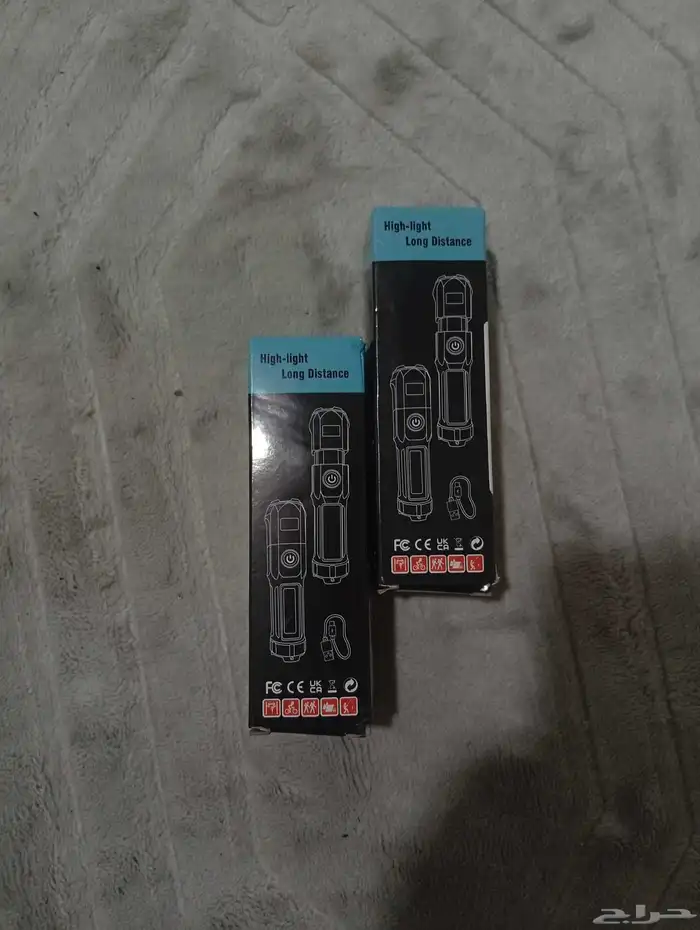 High-light
Long Distance
FC CE UK CA
High-light
Long Distance
FC CE UK CA
حراج